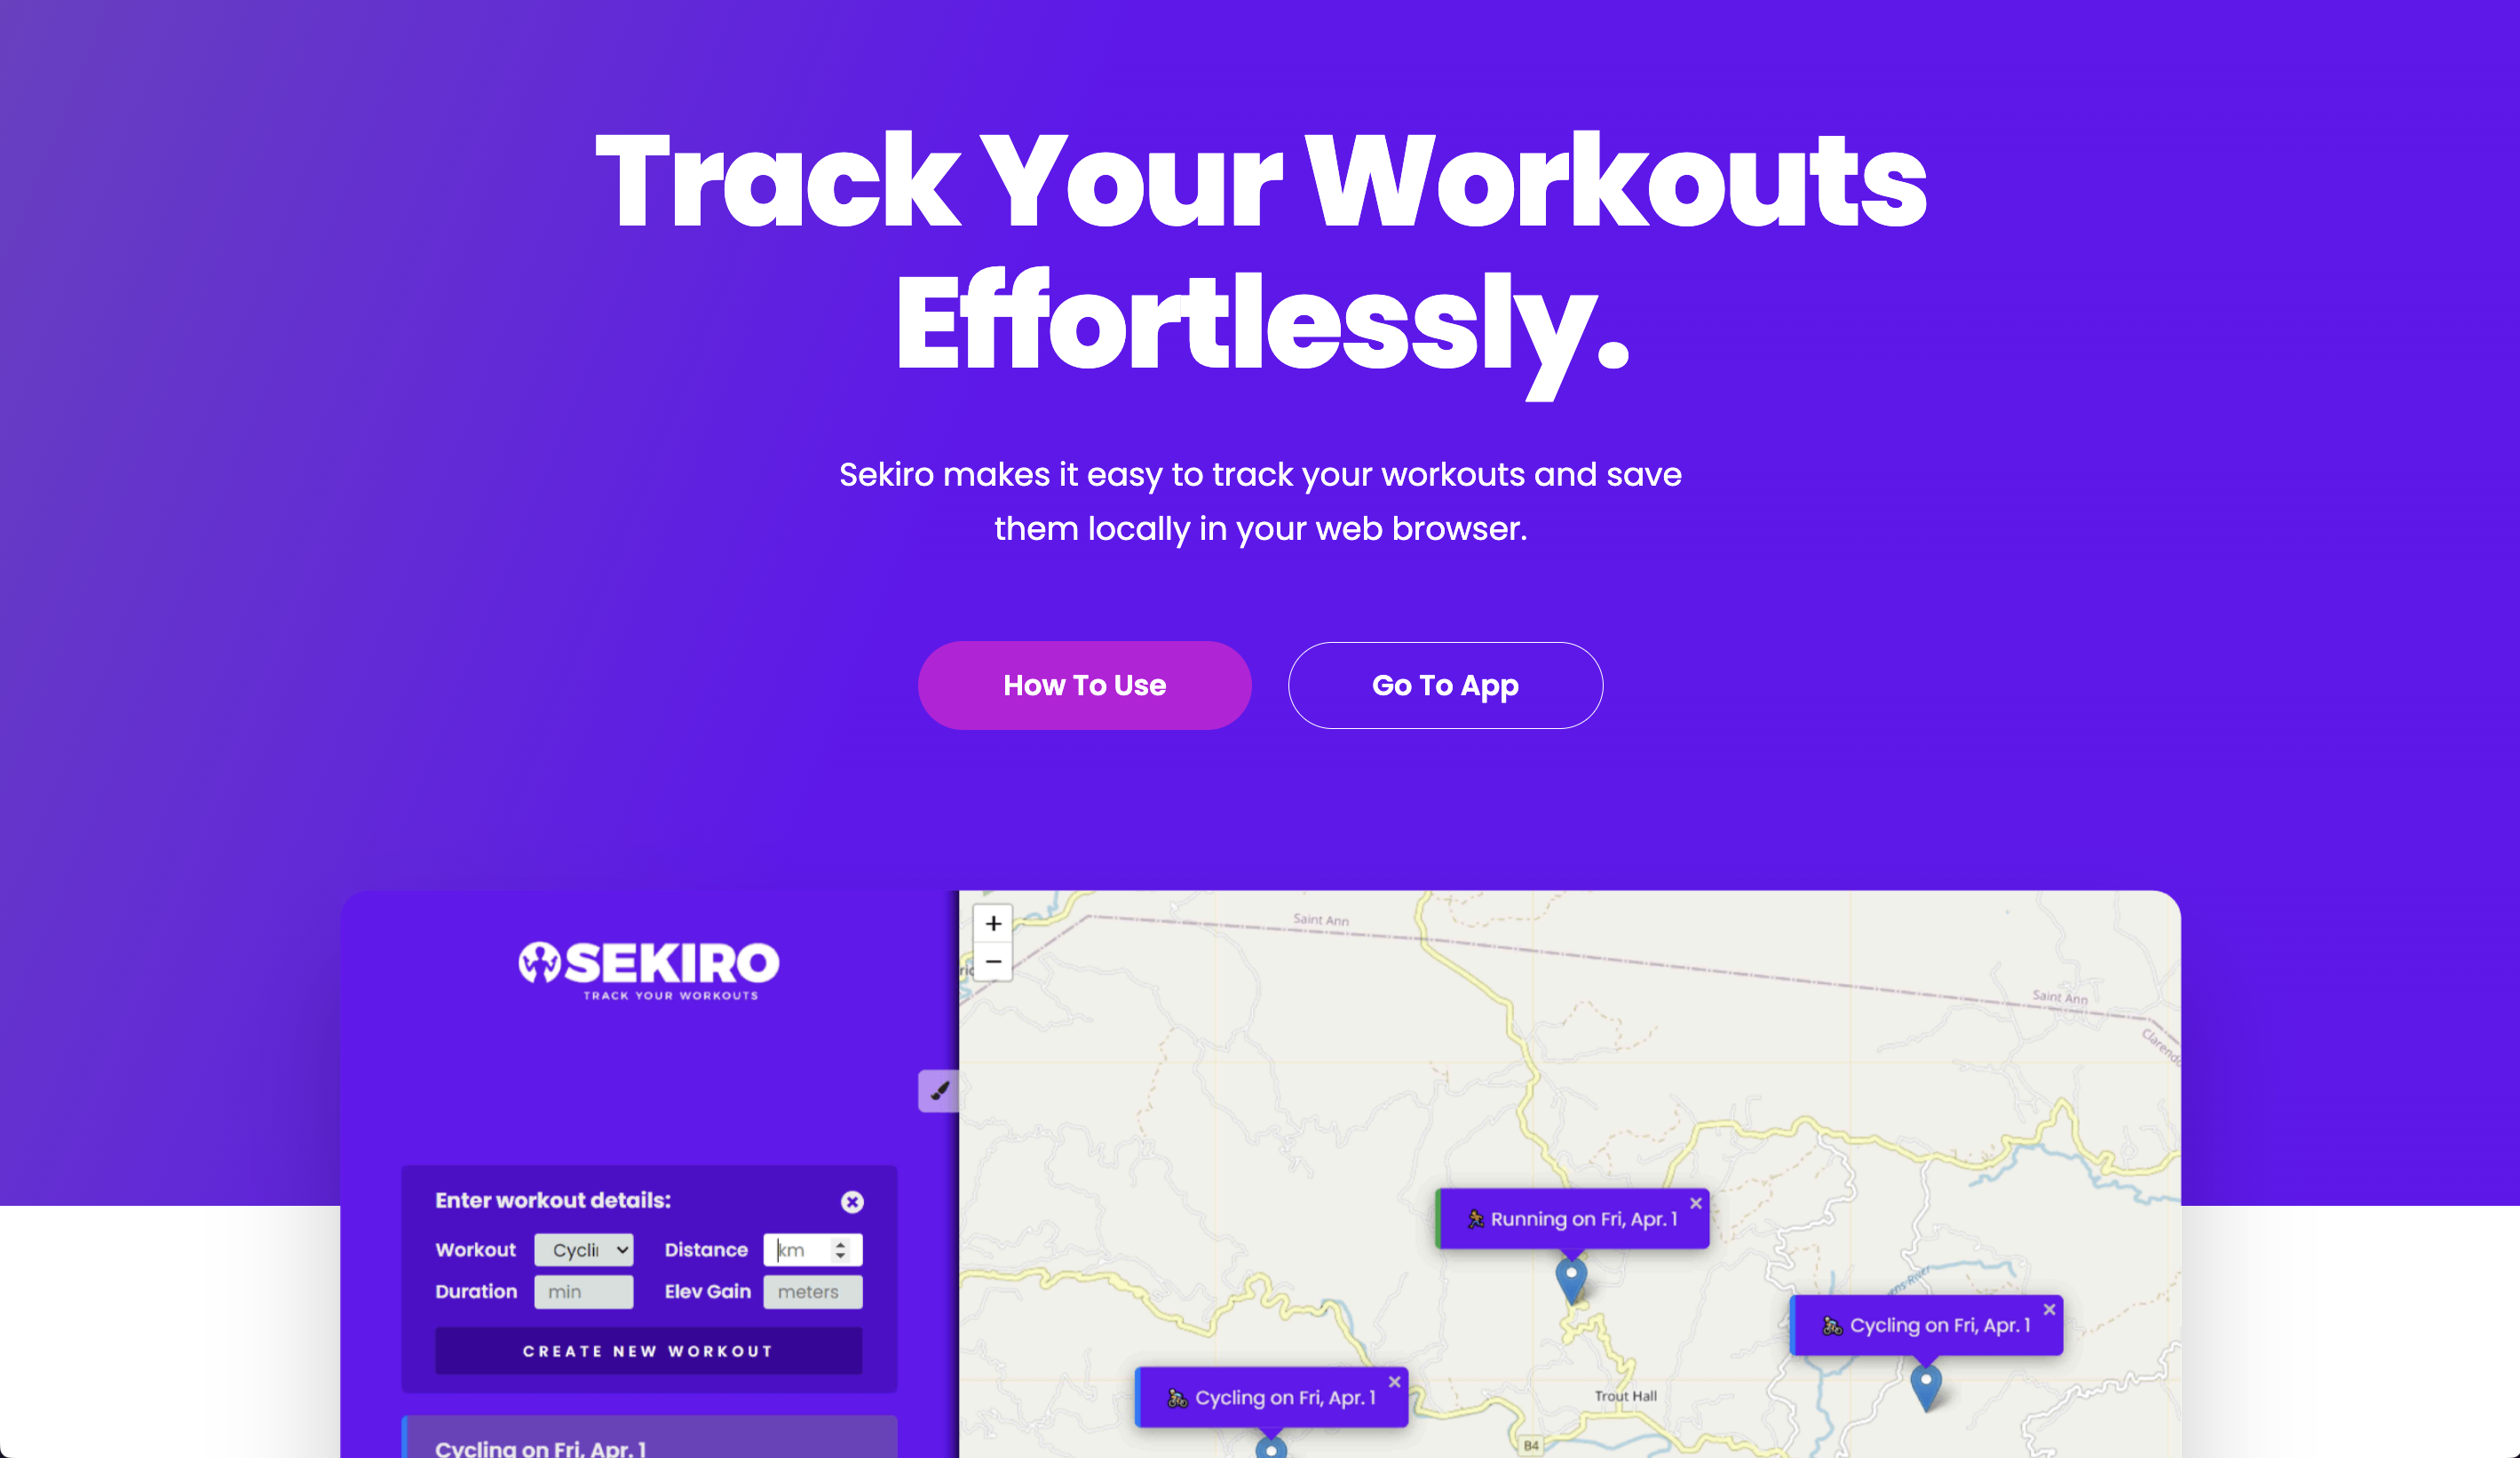 Track Your Workouts
Effortlessly.
Sekiro makes it easy to track your workouts and save
them locally in your web browser.
How To Use
Go To App
SEKIRO
TRACK YOUR WORKOUTS
Enter workout details:
Workout
Distance
km
Duration
min
Elev Gain
meters
CREATE NEW WORKOUT
Cycling on Fri, Apr. 1
+
−
Saint Ann
Saint Ann
Running on Fri, Apr. 1
Cycling on Fri, Apr. 1
Cycling on Fri, Apr. 1
Trout Hall
B4